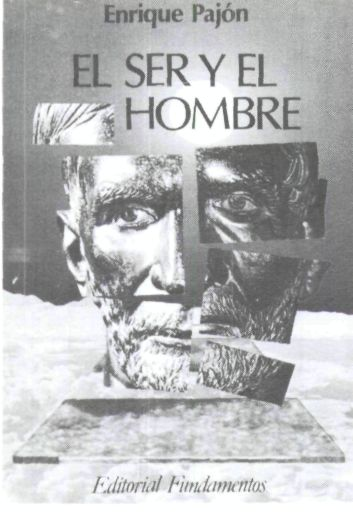 Enrique Pajón
EL SER Y EL
HOMBRE
Editorial Fundamentos